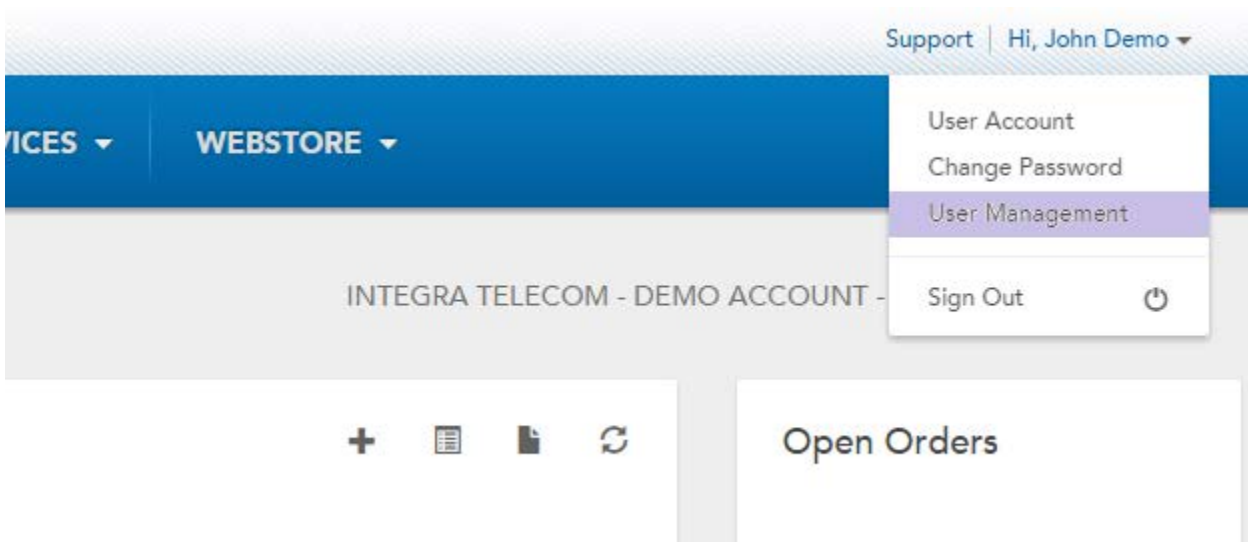 Support | Hi, John Demo
WEBSTORE
User Account
Change Password
User Management
INTEGRA TELECOM - DEMO ACCOUNT -
Sign Out
Open Orders